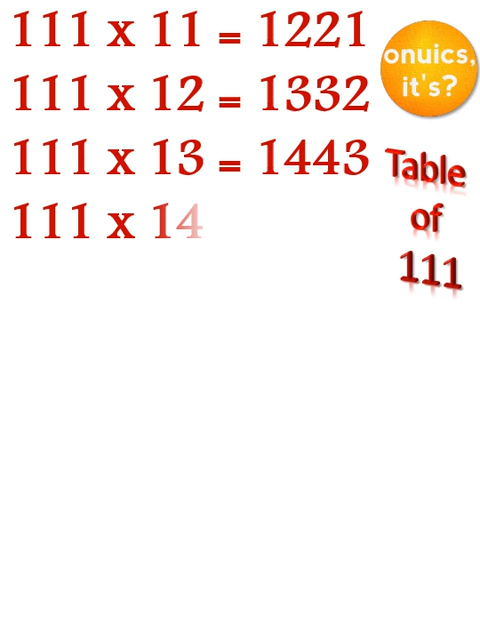 111 x 11 = 1221
111 x 12 = 1332
111 x 13 = 1443
111 x 14
onuics,
it's?
Table
of
111